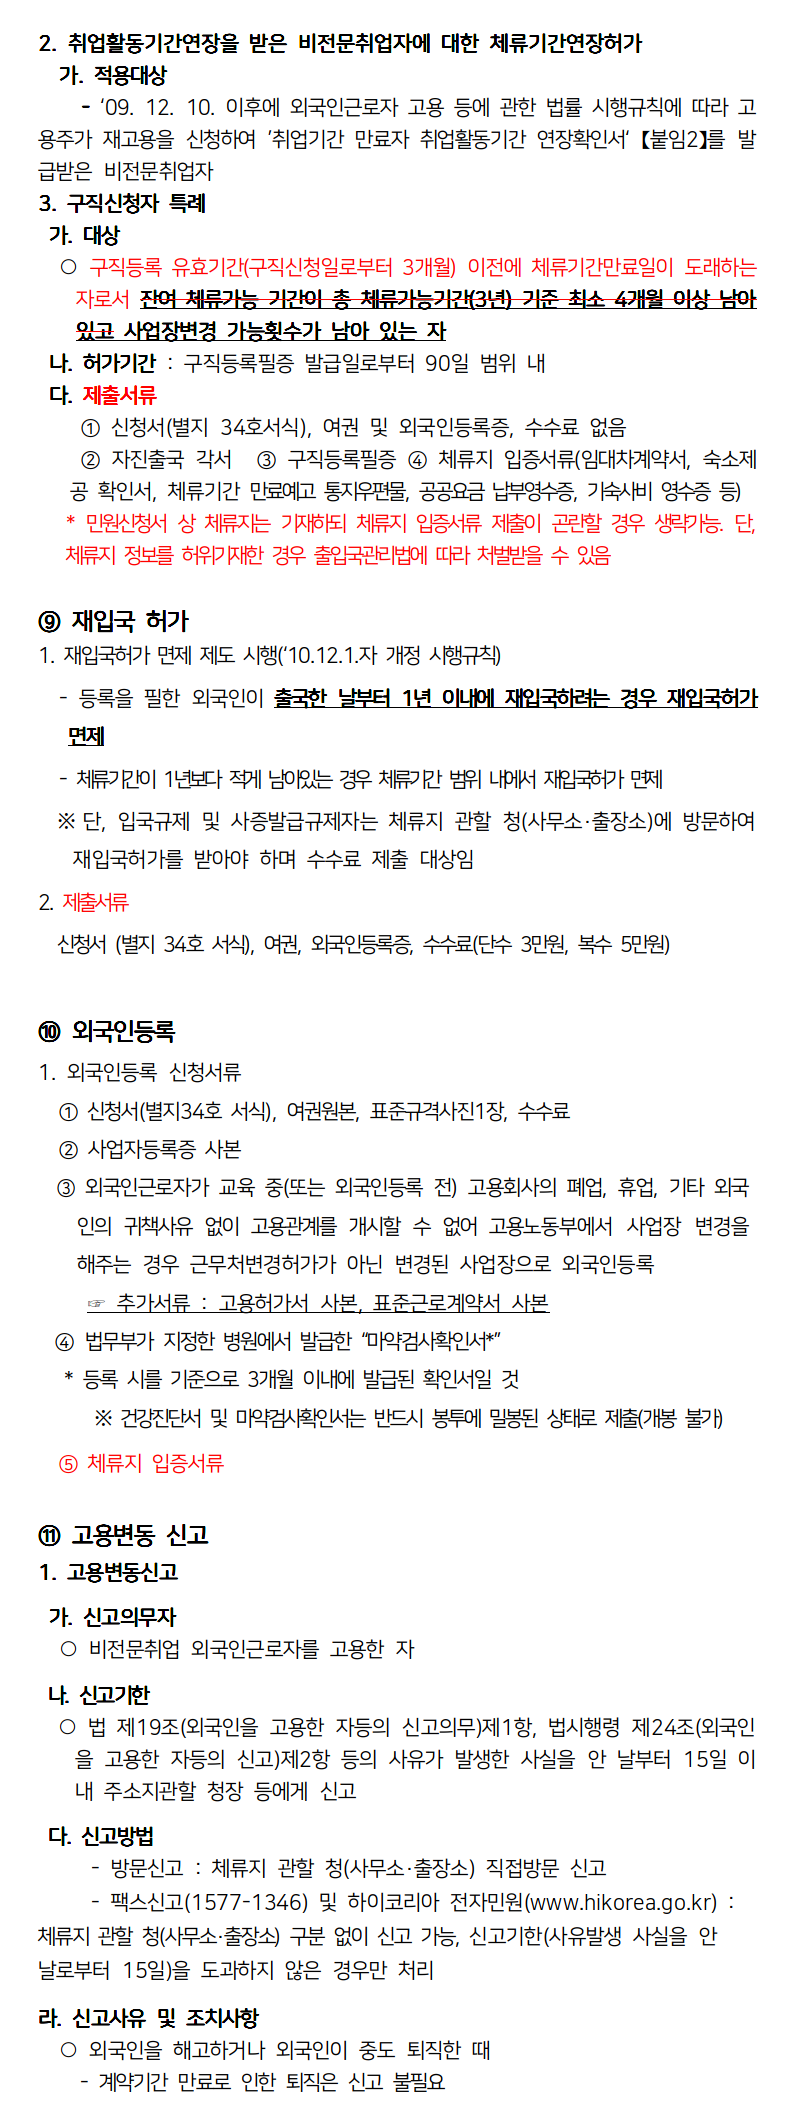 2. 취업활동기간연장을 받은 비전문취업자에 대한 체류기간연장허가
가. 적용대상
- ‘09. 12. 10. 이후에 외국인근로자 고용 등에 관한 법률 시행규칙에 따라 고
용주가 재고용을 신청하여 ’취업기간 만료자 취업활동기간 연장확인서‘【붙임2】를 발
급받은 비전문취업자
3. 구직신청자 특례
가. 대상
○ 구직등록 유효기간(구직신청일로부터 3개월) 이전에 체류기간만료일이 도래하는
자로서 잔여 체류가능 기간이 총 체류가능기간(3년) 기준 최소 4개월 이상 남아
있고 사업장변경 가능횟수가 남아 있는 자
나. 허가기간 : 구직등록필증 발급일로부터 90일 범위 내
다. 제출서류
① 신청서(별지 34호서식), 여권 및 외국인등록증, 수수료 없음
② 자진출국 각서 ③ 구직등록필증 ④ 체류지 입증서류(임대차계약서, 숙소제
공 확인서, 체류기간 만료예고 통지우편물, 공공요금 납부영수증, 기숙사비 영수증 등)
* 민원신청서 상 체류지는 기재하되 체류지 입증서류 제출이 곤란할 경우 생략가능. 단,
체류지 정보를 허위기재한 경우 출입국관리법에 따라 처벌받을 수 있음
⑨ 재입국 허가
1. 재입국허가 면제 제도 시행(‘10.12.1.자 개정 시행규칙)
- 등록을 필한 외국인이 출국한 날부터 1년 이내에 재입국하려는 경우 재입국허가
면제
- 체류기간이 1년보다 적게 남아있는 경우 체류기간 범위 내에서 재입국허가 면제
※ 단, 입국규제 및 사증발급규제자는 체류지 관할 청(사무소·출장소)에 방문하여
재입국허가를 받아야 하며 수수료 제출 대상임
2. 제출서류
신청서 (별지 34호 서식), 여권, 외국인등록증, 수수료(단수 3만원, 복수 5만원)
⑩ 외국인등록
1. 외국인등록 신청서류
① 신청서(별지34호 서식), 여권원본, 표준규격사진1장, 수수료
② 사업자등록증 사본
③ 외국인근로자가 교육 중(또는 외국인등록 전) 고용회사의 폐업, 휴업, 기타 외국
인의 귀책사유 없이 고용관계를 개시할 수 없어 고용노동부에서 사업장 변경을
해주는 경우 근무처변경허가가 아닌 변경된 사업장으로 외국인등록
☞ 추가서류 : 고용허가서 사본, 표준근로계약서 사본
④ 법무부가 지정한 병원에서 발급한 “마약검사확인서*”
* 등록 시를 기준으로 3개월 이내에 발급된 확인서일 것
※ 건강진단서 및 마약검사확인서는 반드시 봉투에 밀봉된 상태로 제출(개봉 불가)
⑤ 체류지 입증서류
⑪ 고용변동 신고
1. 고용변동신고
가. 신고의무자
○ 비전문취업 외국인근로자를 고용한 자
나. 신고기한
○ 법 제19조(외국인을 고용한 자등의 신고의무)제1항, 법시행령 제24조(외국인
을 고용한 자등의 신고)제2항 등의 사유가 발생한 사실을 안 날부터 15일 이
내 주소지관할 청장 등에게 신고
다. 신고방법
- 방문신고 : 체류지 관할 청(사무소·출장소) 직접방문 신고
- 팩스신고(1577-1346) 및 하이코리아 전자민원(www.hikorea.go.kr) :
체류지 관할 청(사무소·출장소) 구분 없이 신고 가능, 신고기한(사유발생 사실을 안
날로부터 15일)을 도과하지 않은 경우만 처리
라. 신고사유 및 조치사항
○ 외국인을 해고하거나 외국인이 중도 퇴직한 때
- 계약기간 만료로 인한 퇴직은 신고 불필요